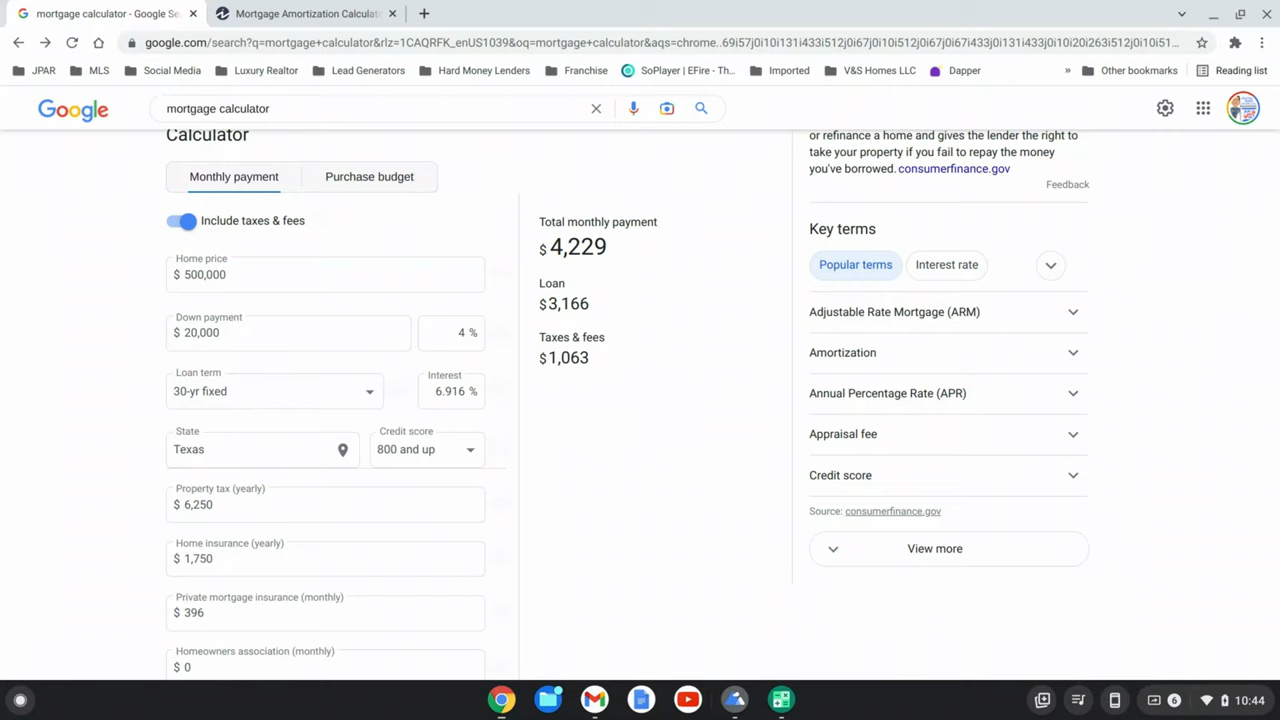 mortgage calculator - Google Se
Mortgage Amortization Calculat
google.com/search?q=mortgage+calculator&rlz=1CAQRFK_enUS1039&oq=mortgage+calculator&aqs=chrome..69i57j0i10i131i433i512j0i67j0i10i512j0i67j0i67i433j0i131i433j0i10i20i263i512j0i10i51...
JPAR
MLS
Social Media
Luxury Realtor
Lead Generators
Hard Money Lenders
Franchise
SoPlayer | EFire - Th...
Imported
V&S Homes LLC
Dapper
»
Other bookmarks
Reading list
Google
mortgage calculator
Calculator
Monthly payment
Purchase budget
Include taxes & fees
Home price
$ 500,000
Down payment
$ 20,000
4 %
Loan term
30-yr fixed
Interest
6.916 %
State
Texas
Credit score
800 and up
Property tax (yearly)
$ 6,250
Home insurance (yearly)
$ 1,750
Private mortgage insurance (monthly)
$ 396
Homeowners association (monthly)
$ 0
Total monthly payment
$ 4,229
Loan
$3,166
Taxes & fees
$1,063
or refinance a home and gives the lender the right to
take your property if you fail to repay the money
you've borrowed. consumerfinance.gov
Feedback
Key terms
Popular terms
Interest rate
Adjustable Rate Mortgage (ARM)
Amortization
Annual Percentage Rate (APR)
Appraisal fee
Credit score
Source: consumerfinance.gov
View more
6
10:44